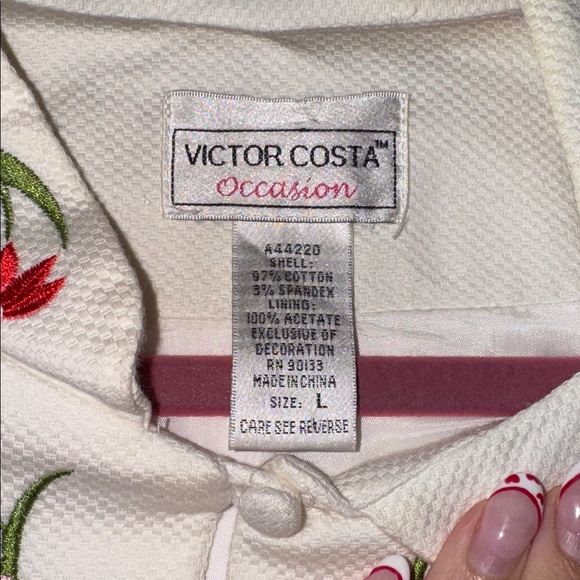 VICTOR COSTA™
Occasion
A44220
SHELL:
97% COTTON
3% SPANDEX
LINING:
100% ACETATE
EXCLUSIVE OF
DECORATION
RN 90133
MADE IN CHINA
SIZE: L
CARE SEE REVERSE